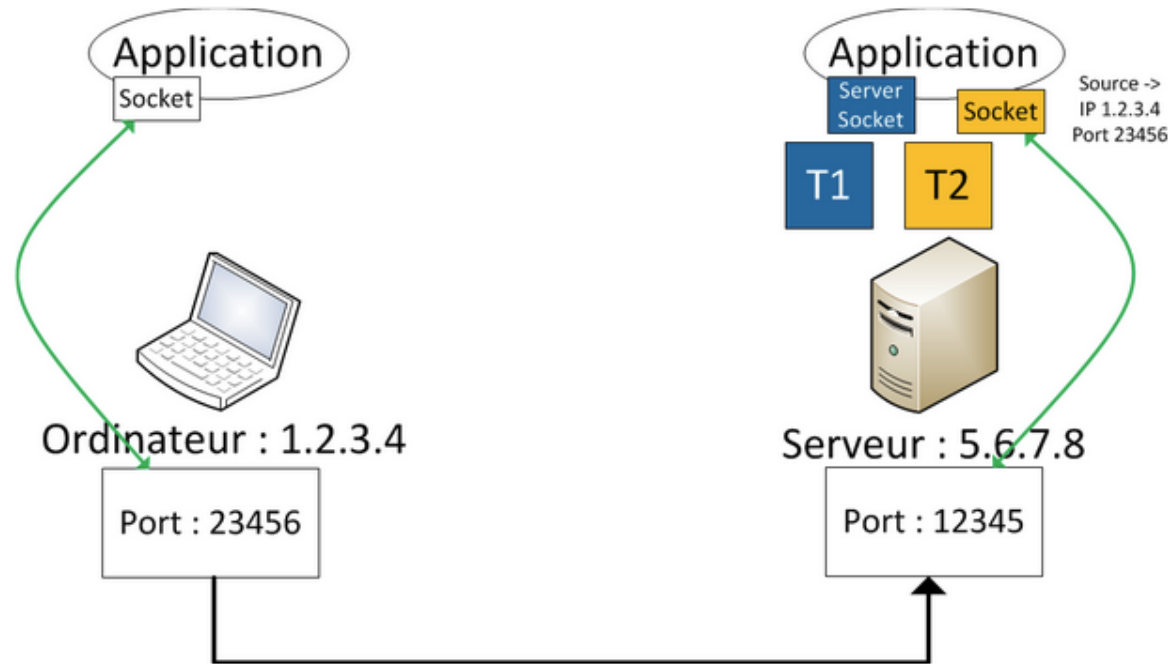 Application
Socket
Ordinateur : 1.2.3.4
Port : 23456
Application
Server
Socket
Socket
Source ->
IP 1.2.3.4
Port 23456
T1
T2
Serveur : 5.6.7.8
Port : 12345